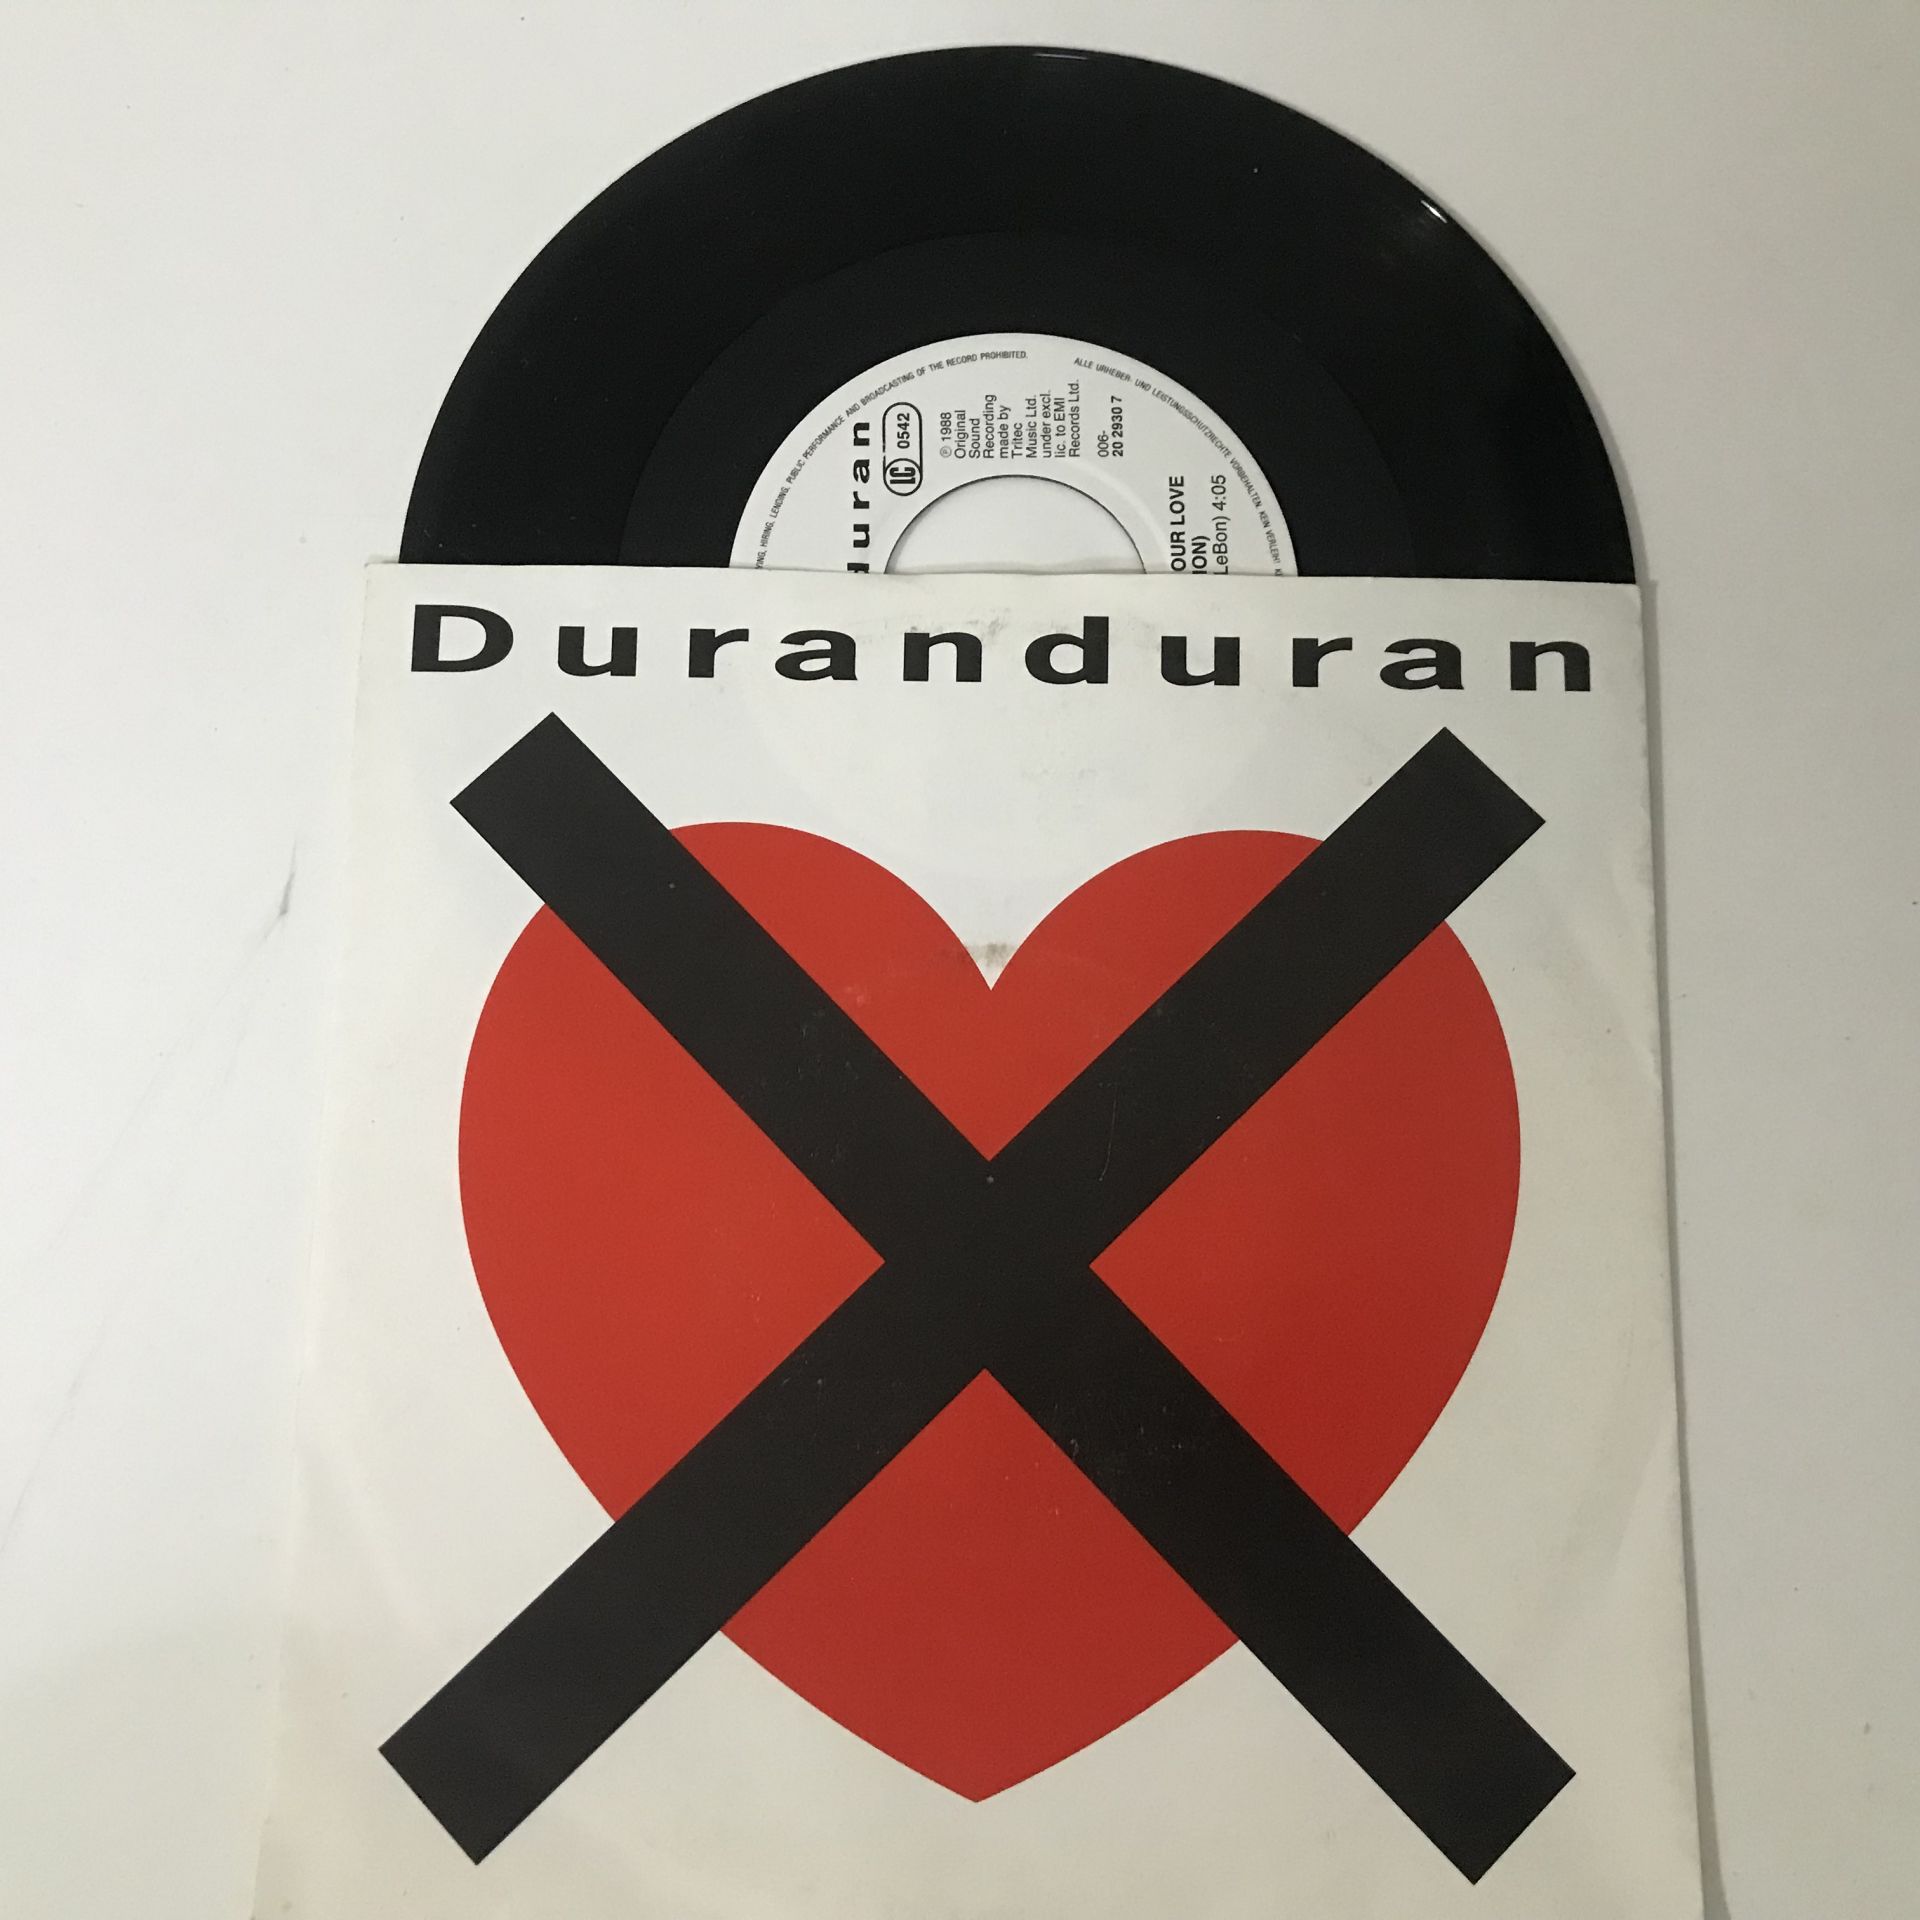 HIRING, LENDING, PUBLIC PERFORMANCE AND BROADCASTING OF THE RECORD PROHIBITED.
ALLE URHEBER- UND LEISTUNGSSCHUTZRECHTE VORBEHALTEN KEIN VERLEIH!
duran
LC 0542
℗ 1988
Original
Sound
Recording
made by
Tritec
Music Ltd.
under excl.
lic. to EMI
Records Ltd.
006-
20 2930 7
OUR LOVE
ION)
LeBon) 4:05
Duranduran